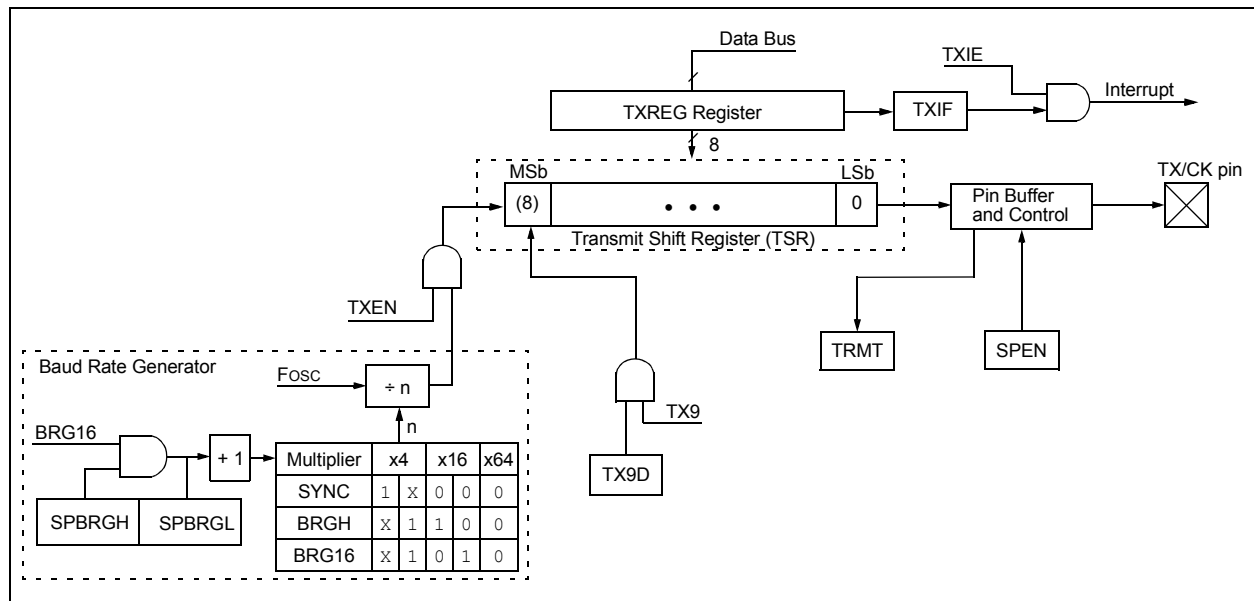 Data Bus
TXIE
Interrupt
TXREG Register
TXIF
8
MSb
LSb
TX/CK pin
(8)
• • •
0
Pin Buffer
and Control
Transmit Shift Register (TSR)
TXEN
TRMT
SPEN
Baud Rate Generator
FOSC
÷ n
TX9
n
BRG16
+ 1
Multiplier x4 x16 x64
TX9D
SYNC 1 X 0 0 0
SPBRGH SPBRGL
BRGH X 1 1 0 0
BRG16 X 1 0 1 0